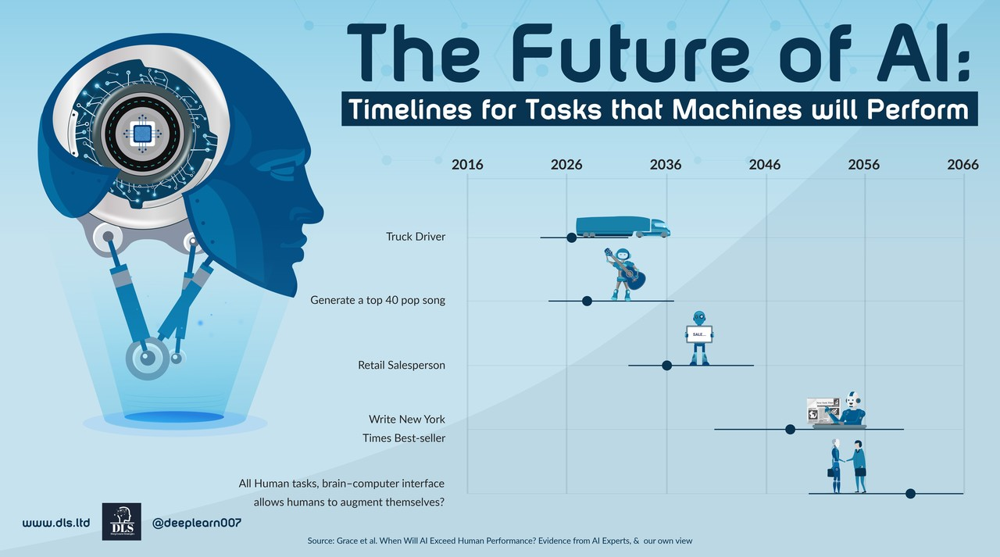 The Future of AI:
Timelines for Tasks that Machines will Perform
2016 2026 2036 2046 2056 2066
Truck Driver
Generate a top 40 pop song
SALE...
Retail Salesperson
Write New York
Times Best-seller
All Human tasks, brain–computer interface
allows humans to augment themselves?
www.dls.ltd
DLS
@deeplearn007
Source: Grace et al. When Will AI Exceed Human Performance? Evidence from AI Experts, & our own view